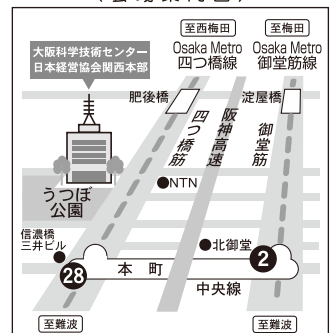 至西梅田
至梅田
大阪科学技術センター
日本経営協会関西本部
Osaka Metro
四つ橋線
Osaka Metro
御堂筋線
肥後橋
淀屋橋
四つ橋筋
阪神高速
御堂筋
NTN
うつぼ
公園
信濃橋
三井ビル
北御堂
28
本町
2
中央線
至難波
至難波